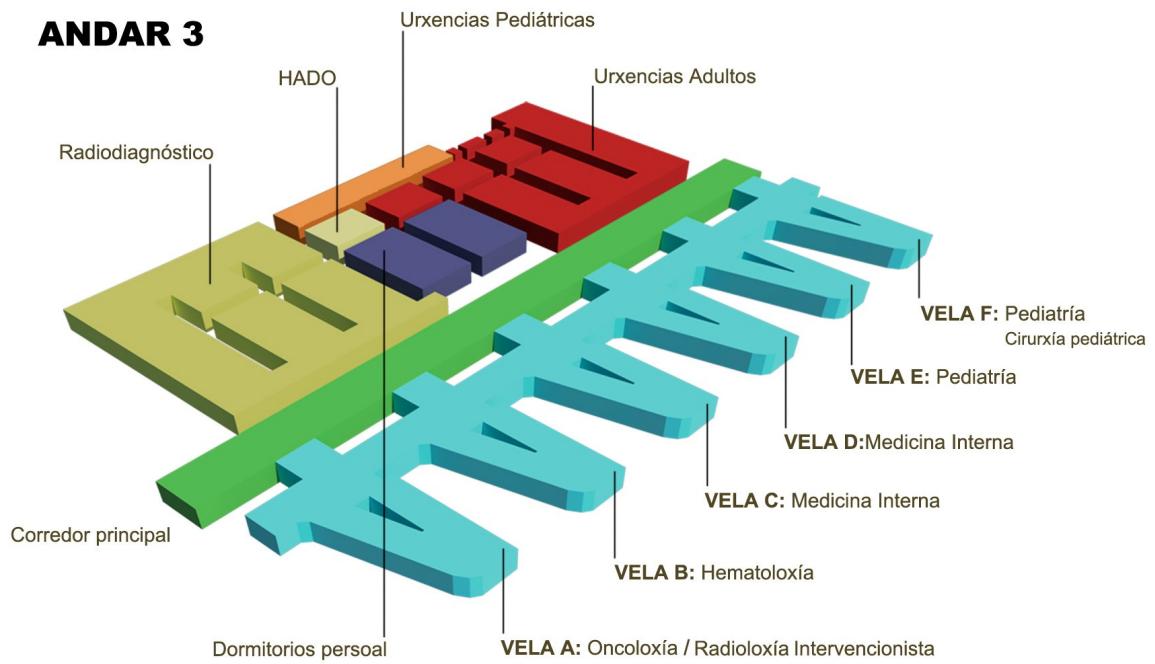 ANDAR 3
Urxencias Pediátricas
HADO
Urxencias Adultos
Radiodiagnóstico
VELA F: Pediatría
Cirurxía pediátrica
VELA E: Pediatría
VELA D:Medicina Interna
VELA C: Medicina Interna
Corredor principal
VELA B: Hematoloxía
Dormitorios persoal
VELA A: Oncoloxía / Radioloxía Intervencionista